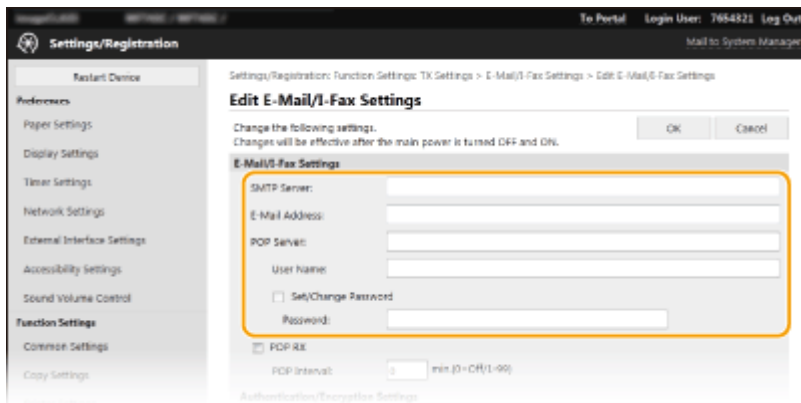 To Portal Login User: 7654321 Log Out
Settings/Registration
Mail to System Manager
Restart Device
Preferences
Paper Settings
Display Settings
Timer Settings
Network Settings
External Interface Settings
Accessibility Settings
Sound Volume Control
Function Settings
Common Settings
Copy Settings
Settings/Registration: Function Settings: TX Settings > E-Mail/I-Fax Settings > Edit E-Mail/I-Fax Settings
Edit E-Mail/I-Fax Settings
Change the following settings.
Changes will be effective after the main power is turned OFF and ON.
OK Cancel
E-Mail/I-Fax Settings
SMTP Server:
E-Mail Address:
POP Server:
User Name:
Set/Change Password
Password:
POP RX
POP Interval: 0 min.(0=Off/1-99)
Authentication/Encryption Settings